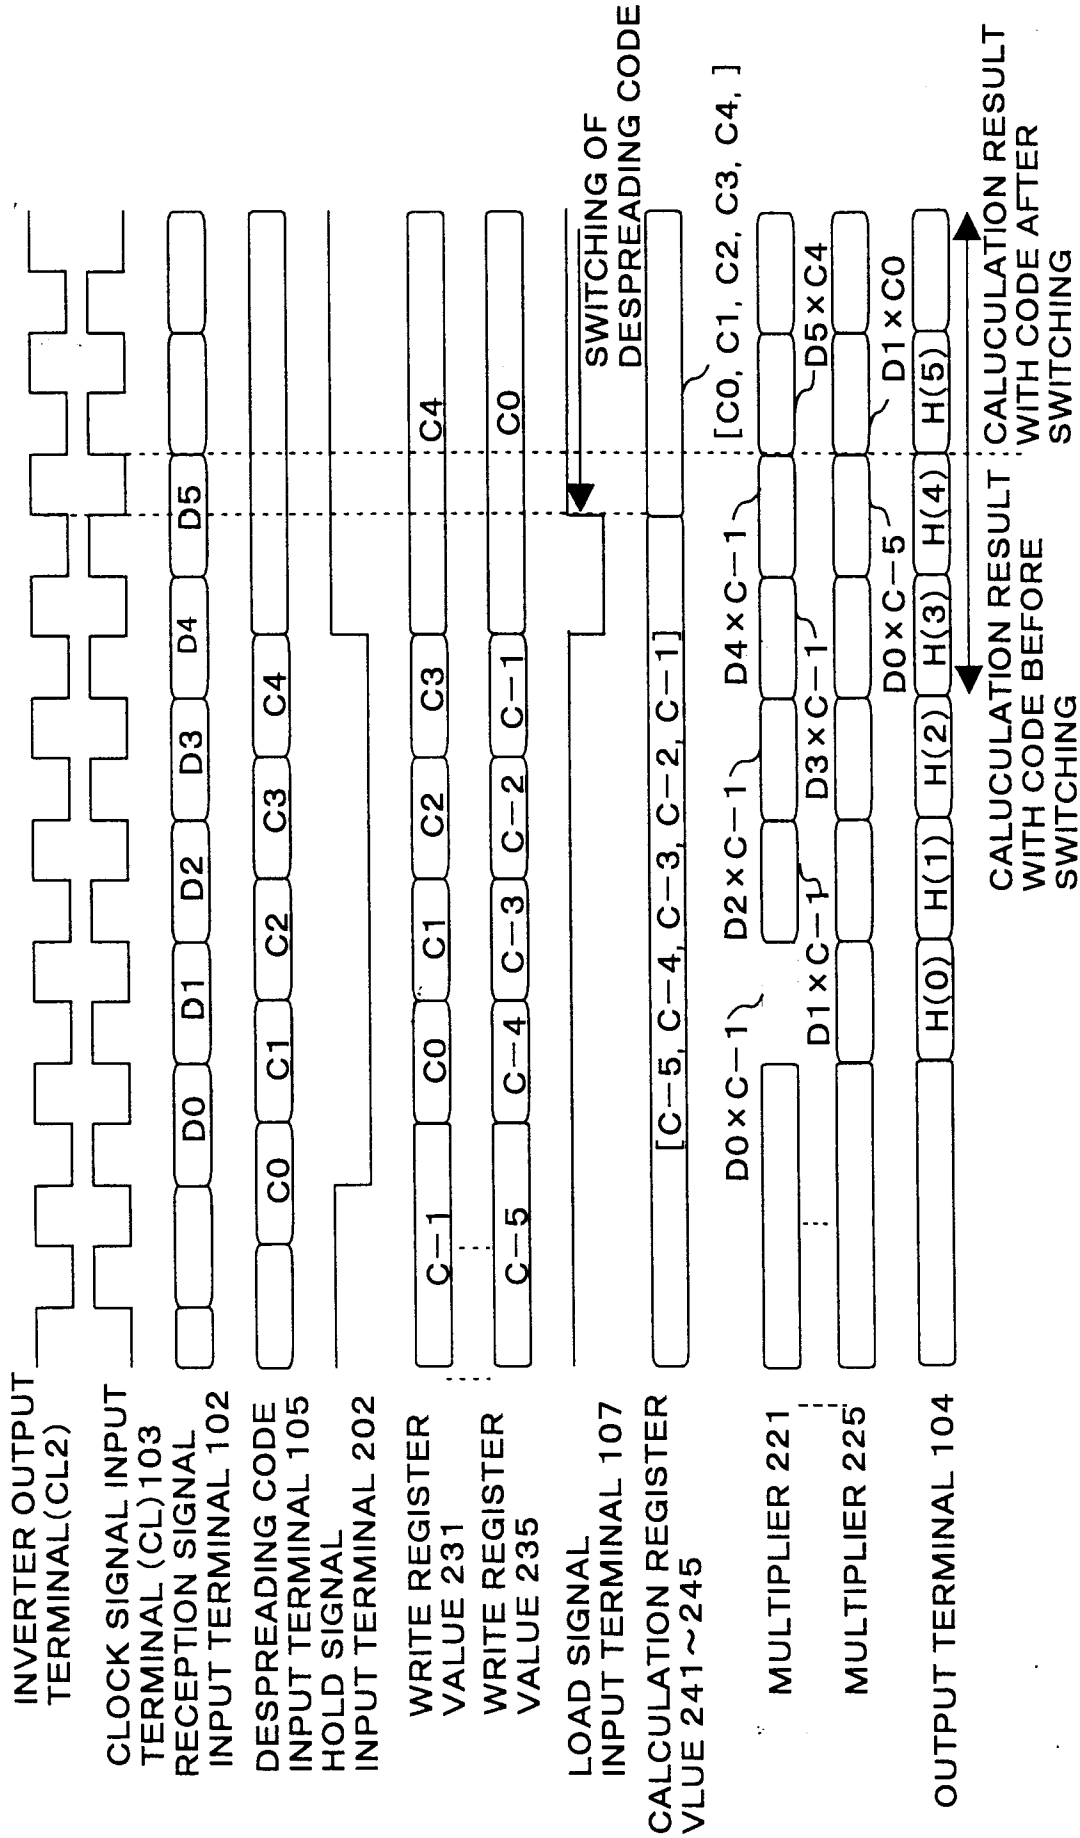 INVERTER OUTPUT
TERMINAL(CL2)
CLOCK SIGNAL INPUT
TERMINAL (CL)103
RECEPTION SIGNAL
INPUT TERMINAL 102
D0 D1 D2 D3 D4 D5
DESPREADING CODE
INPUT TERMINAL 105
C0 C1 C2 C3 C4
HOLD SIGNAL
INPUT TERMINAL 202
WRITE REGISTER
VALUE 231
C−1 C0 C1 C2 C3 C4
WRITE REGISTER
VALUE 235
C−5 C−4 C−3 C−2 C−1 C0
LOAD SIGNAL
INPUT TERMINAL 107
SWITCHING OF
DESPREADING CODE
CALCULATION REGISTER
VLUE 241~245
[C−5, C−4, C−3, C−2, C−1]
[C0, C1, C2, C3, C4, ]
D0×C−1 D2×C−1 D4×C−1
MULTIPLIER 221
D1×C−1 D3×C−1 D5×C4
MULTIPLIER 225
D0×C−5 D1×C0
OUTPUT TERMINAL 104
H(0) H(1) H(2) H(3) H(4) H(5)
CALUCULATION RESULT
WITH CODE BEFORE
SWITCHING
CALUCULATION RESULT
WITH CODE AFTER
SWITCHING